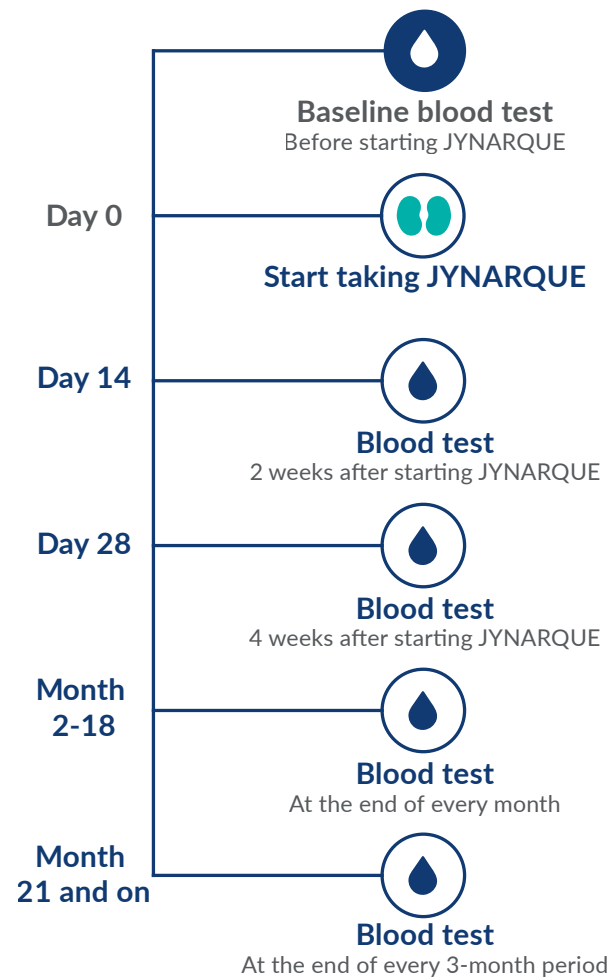 Baseline blood test
Before starting JYNARQUE
Day 0
Start taking JYNARQUE
Day 14
Blood test
2 weeks after starting JYNARQUE
Day 28
Blood test
4 weeks after starting JYNARQUE
Month
2-18
Blood test
At the end of every month
Month
21 and on
Blood test
At the end of every 3-month period